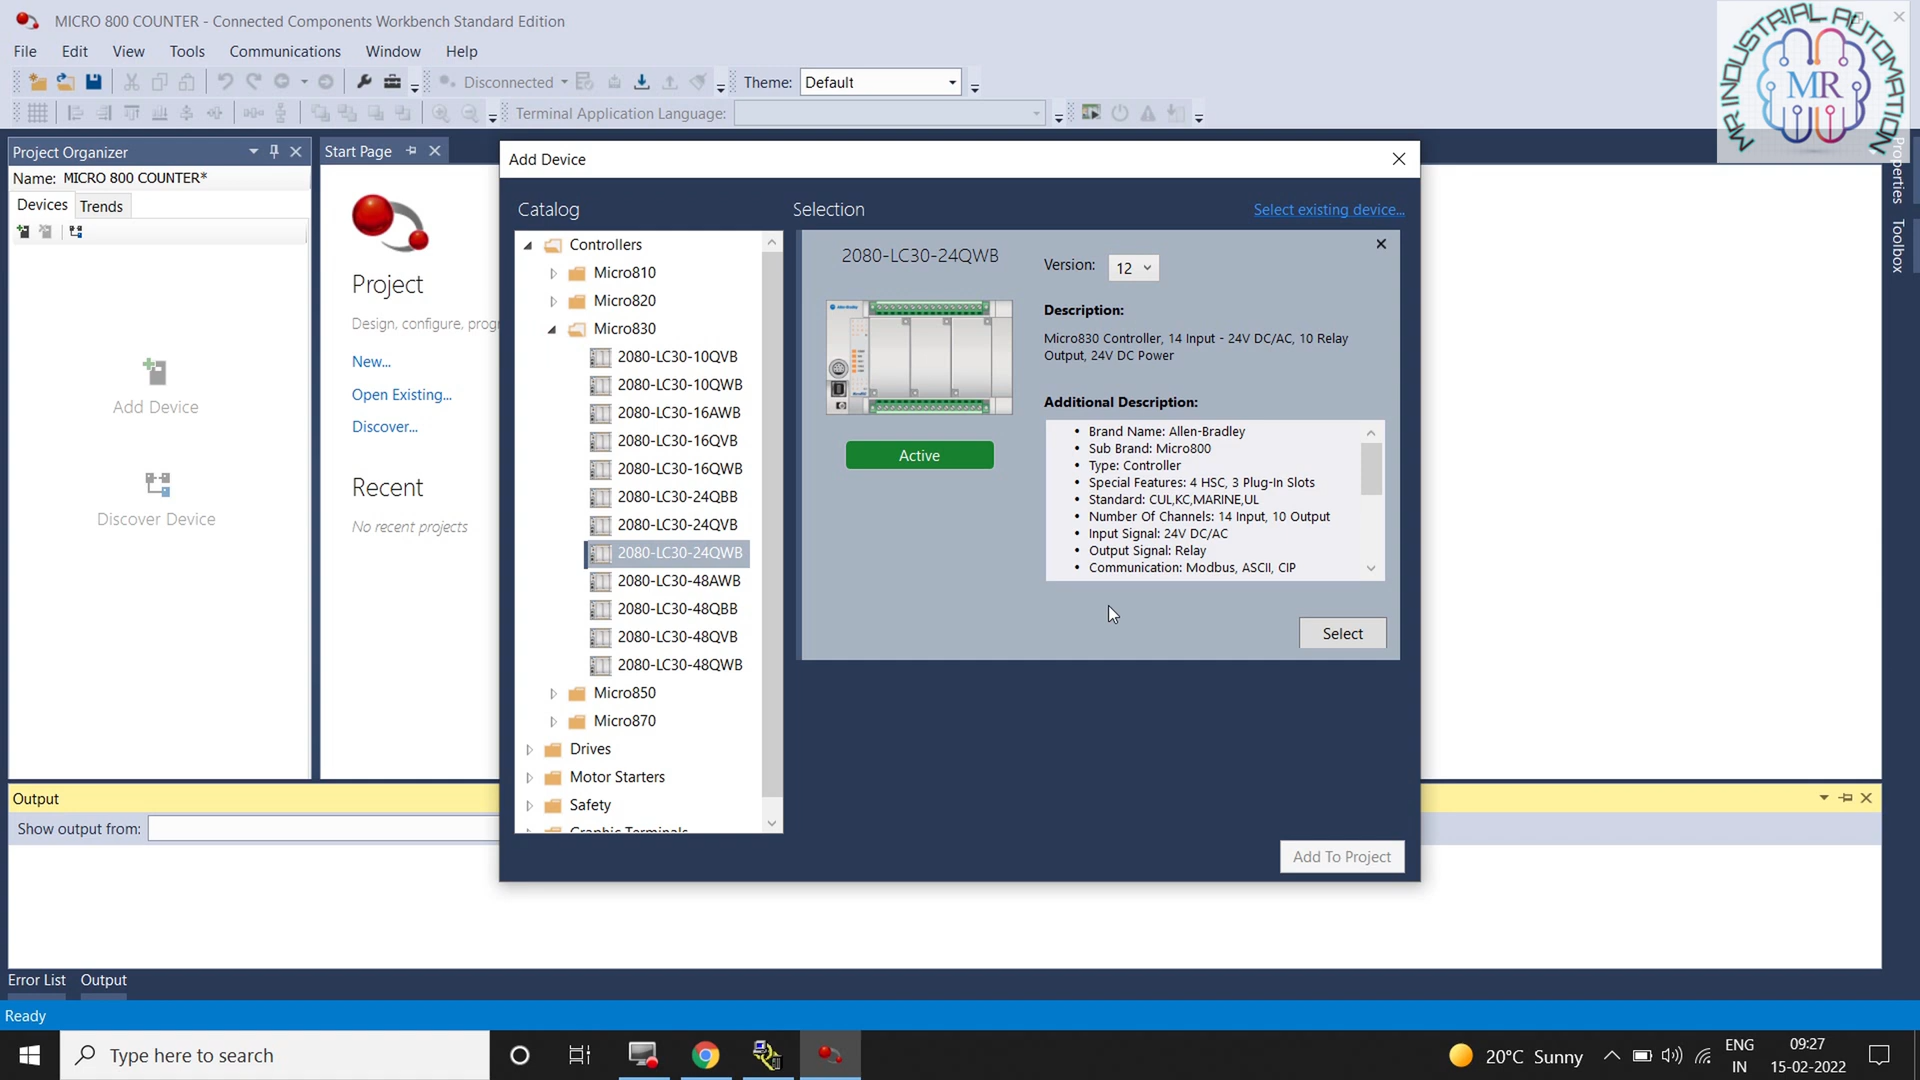 MICRO 800 COUNTER - Connected Components Workbench Standard Edition
File Edit View Tools Communications Window Help
Disconnected Theme: Default
Terminal Application Language:
MR INDUSTRIAL AUTOMATION
MR
Project Organizer
Name: MICRO 800 COUNTER*
Devices Trends
Add Device
Discover Device
Start Page
Project
Design, configure, prog
New...
Open Existing...
Discover...
Recent
No recent projects
Add Device
Catalog
Controllers
Micro810
Micro820
Micro830
2080-LC30-10QVB
2080-LC30-10QWB
2080-LC30-16AWB
2080-LC30-16QVB
2080-LC30-16QWB
2080-LC30-24QBB
2080-LC30-24QVB
2080-LC30-24QWB
2080-LC30-48AWB
2080-LC30-48QBB
2080-LC30-48QVB
2080-LC30-48QWB
Micro850
Micro870
Drives
Motor Starters
Safety
Graphic Terminals
Selection
Select existing device...
2080-LC30-24QWB
Active
Version: 12
Description:
Micro830 Controller, 14 Input - 24V DC/AC, 10 Relay
Output, 24V DC Power
Additional Description:
• Brand Name: Allen-Bradley
• Sub Brand: Micro800
• Type: Controller
• Special Features: 4 HSC, 3 Plug-In Slots
• Standard: CUL,KC,MARINE,UL
• Number Of Channels: 14 Input, 10 Output
• Input Signal: 24V DC/AC
• Output Signal: Relay
• Communication: Modbus, ASCII, CIP
Select
Add To Project
Properties
Toolbox
Output
Show output from:
Error List Output
Ready
Type here to search
20°C Sunny
ENG
IN
09:27
15-02-2022